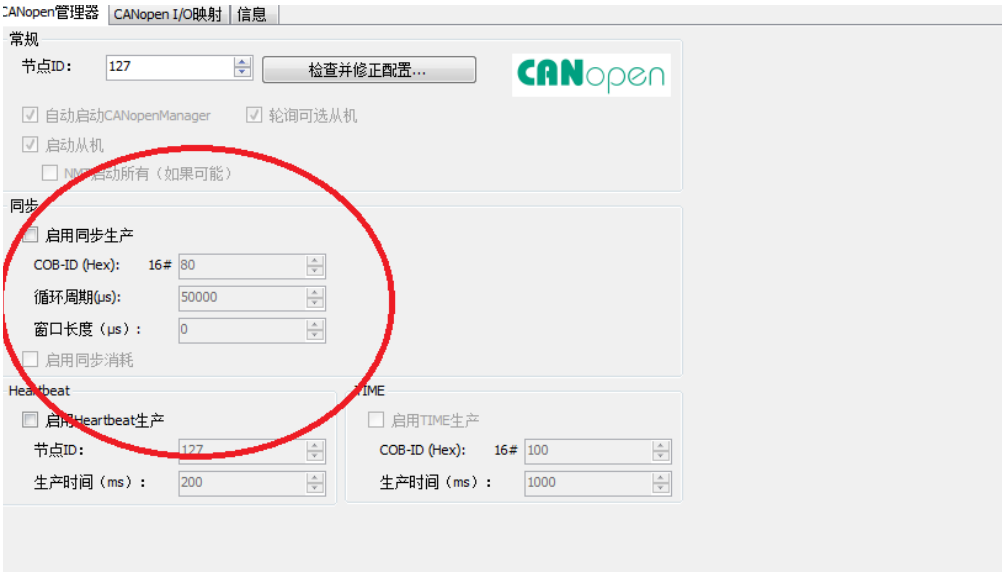 CANopen管理器 CANopen I/O映射 信息
常规
节点ID: 127 检查并修正配置... CANopen
自动启动CANopenManager 轮询可选从机
启动从机
NMT启动所有（如果可能）
同步
启用同步生产
COB-ID (Hex): 16# 80
循环周期(µs): 50000
窗口长度（µs）: 0
启用同步消耗
Heartbeat
启用Heartbeat生产
节点ID: 127
生产时间（ms）: 200
TIME
启用TIME生产
COB-ID (Hex): 16# 100
生产时间（ms）: 1000